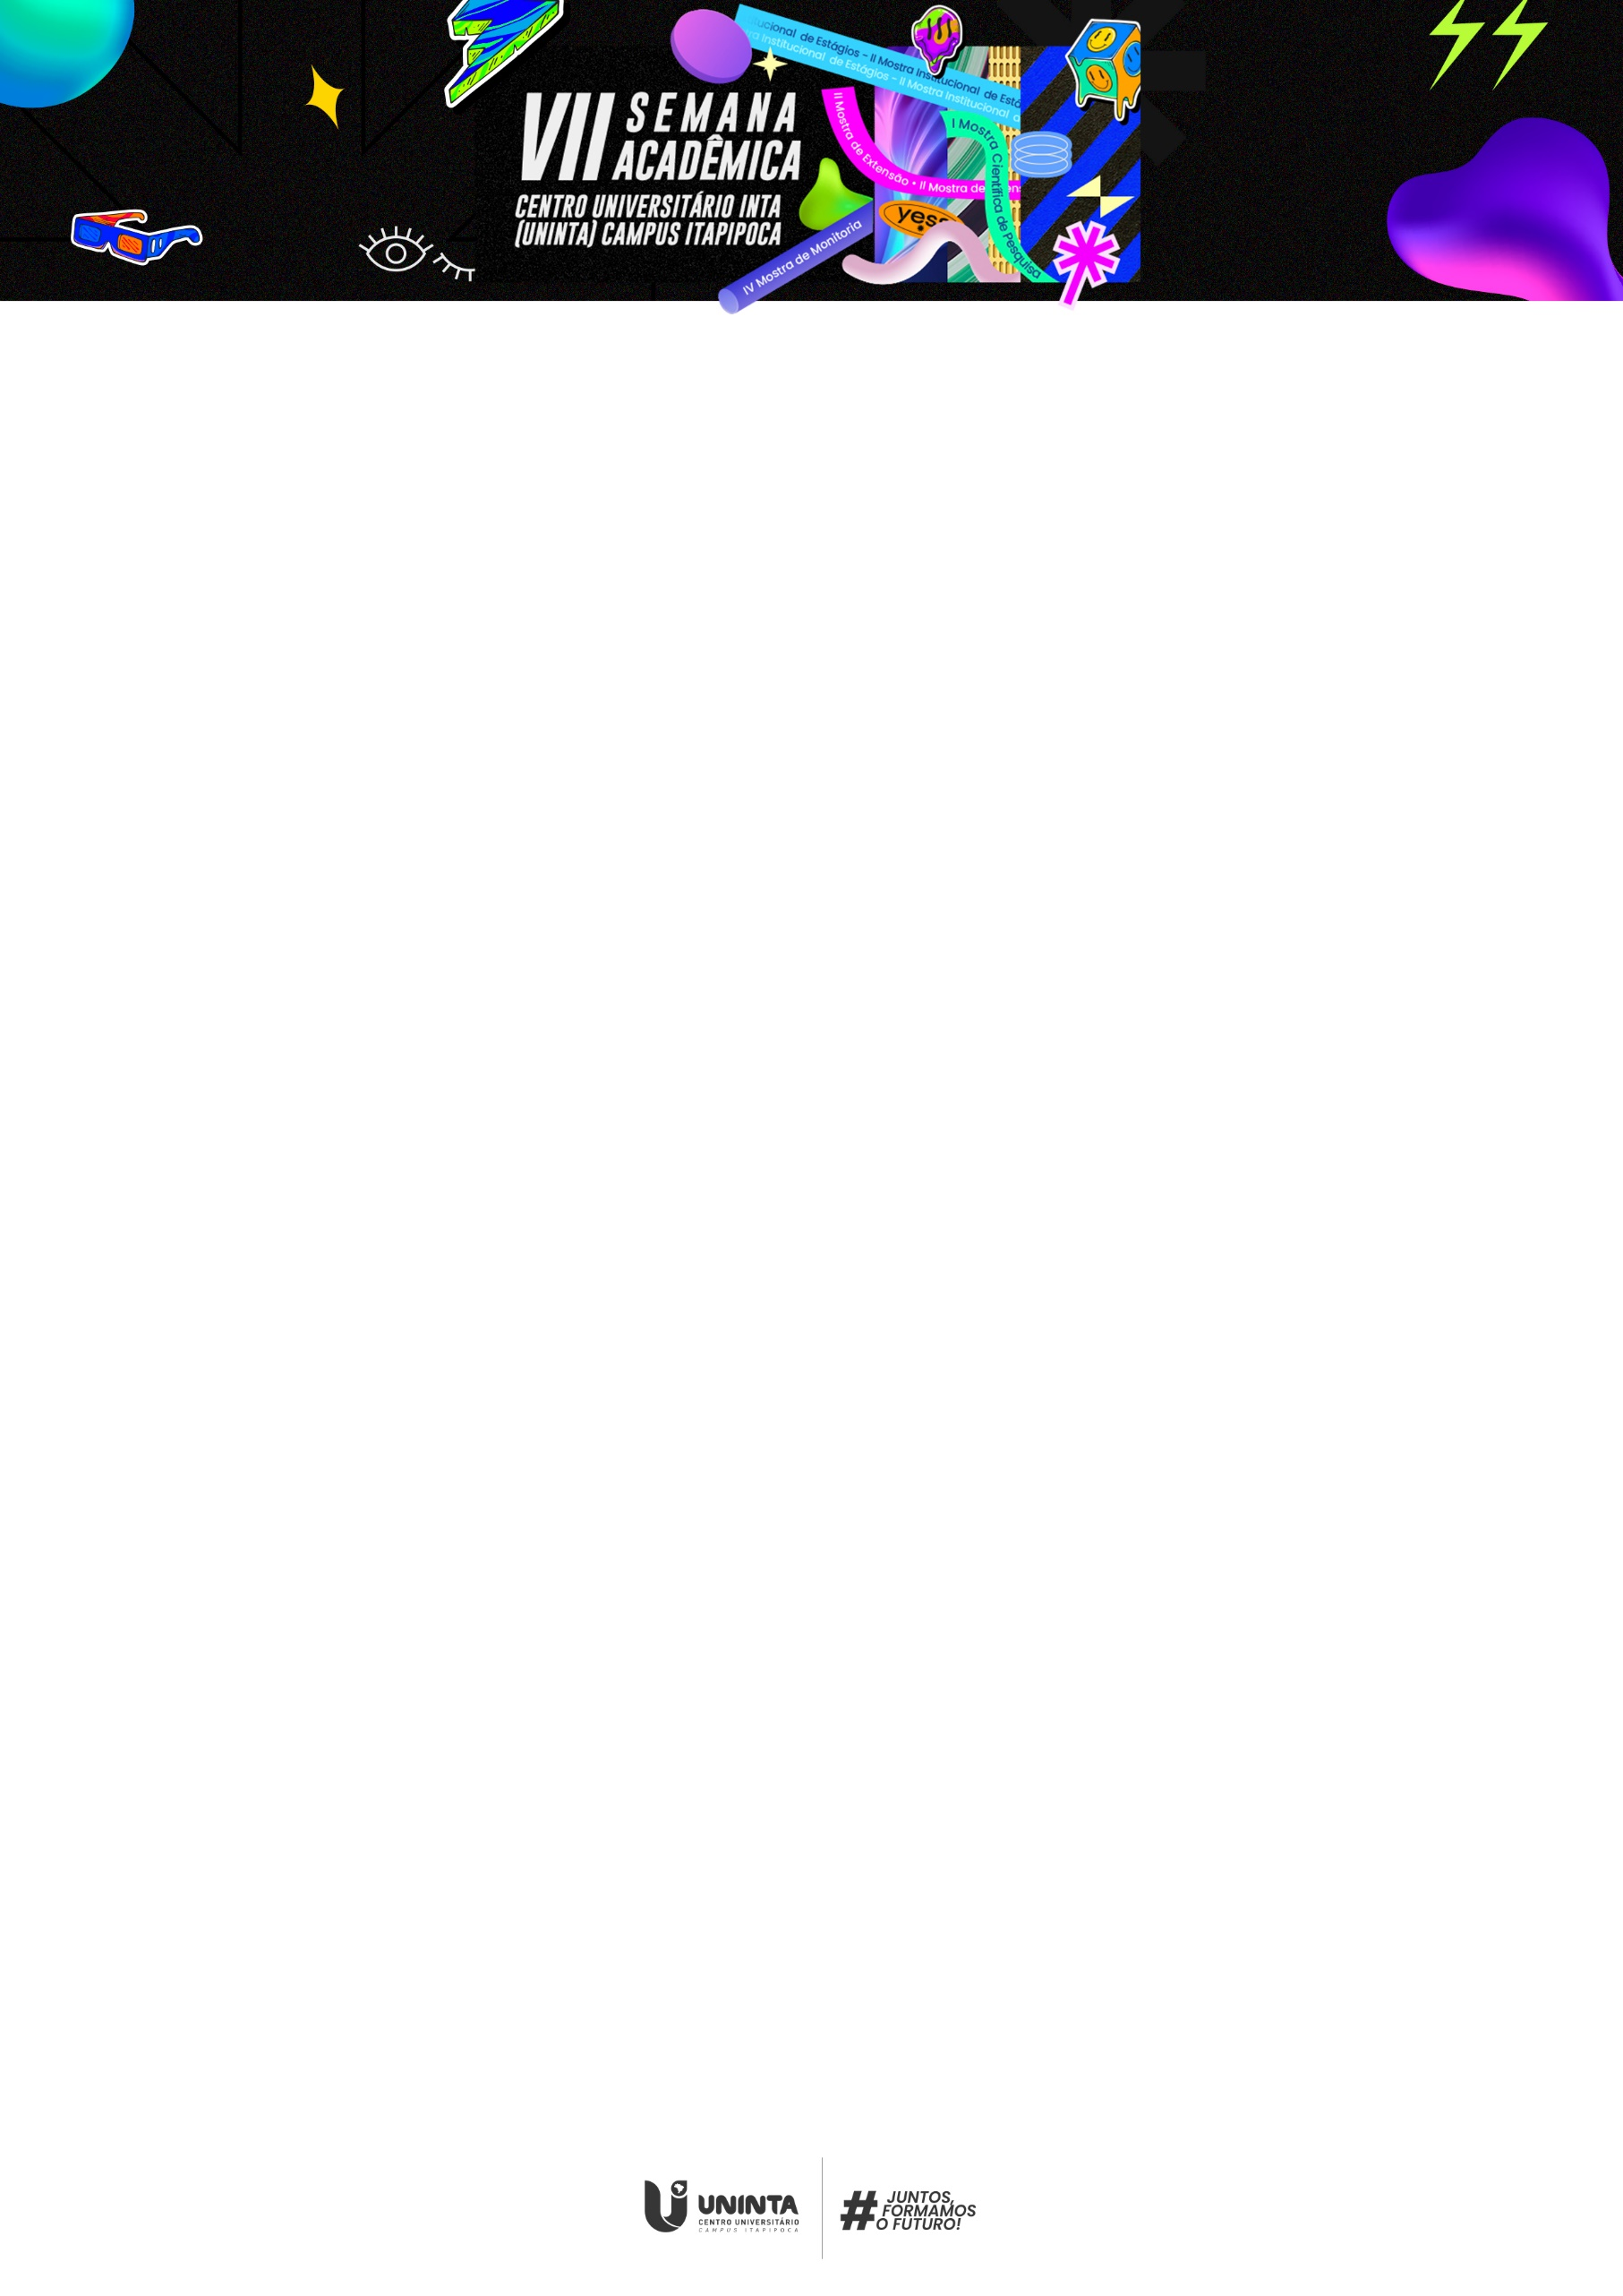 VII SEMANA
ACADÊMICA
CENTRO UNIVERSITÁRIO INTA
(UNINTA) CAMPUS ITAPIPOCA
Institucional de Estágios - II Mostra Institucional de
Institucional de Estágios - II Mostra Institucional
II Mostra de Extensão • II Mostra de
I Mostra Científica de Pesquisa
yes
IV Mostra de Monitoria
UNINTA
CENTRO UNIVERSITÁRIO
CAMPUS ITAPIPOCA
# JUNTOS,
FORMAMOS
O FUTURO!